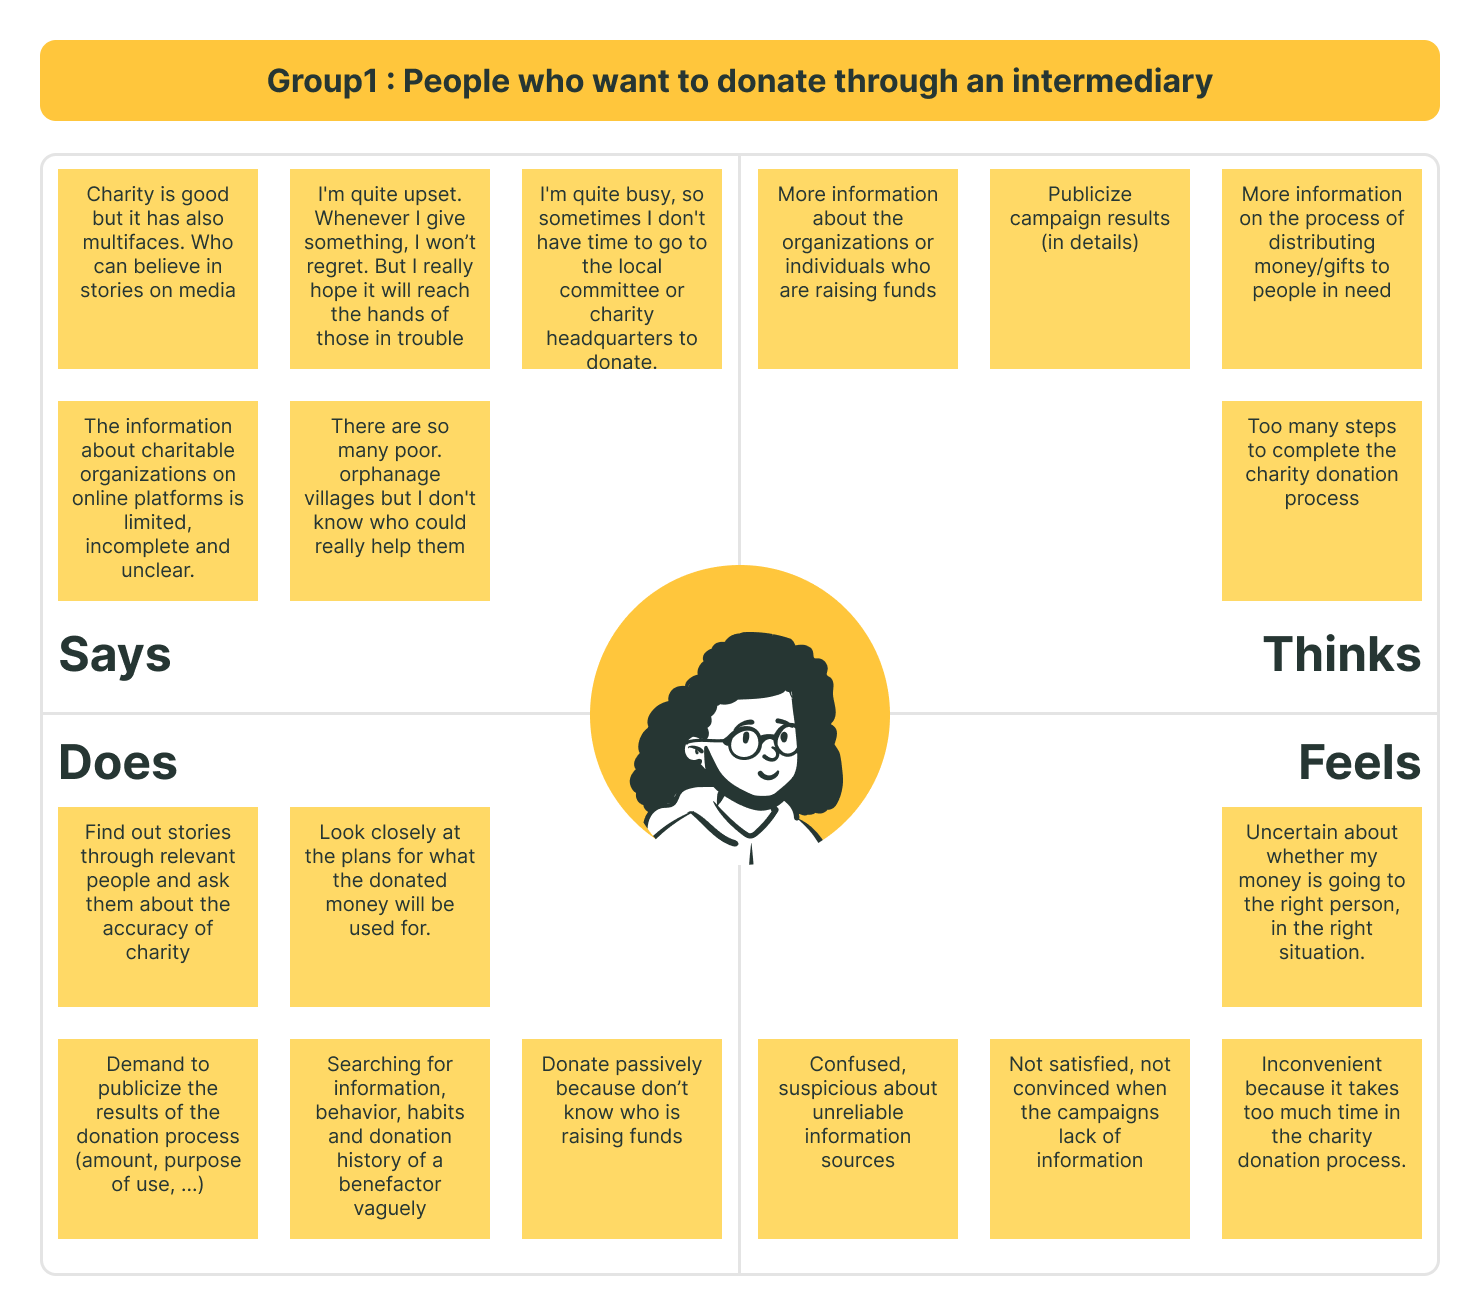 Group1 : People who want to donate through an intermediary
Charity is good
but it has also
multifaces. Who
can believe in
stories on media
I'm quite upset.
Whenever I give
something, I won’t
regret. But I really
hope it will reach
the hands of
those in trouble
I'm quite busy, so
sometimes I don't
have time to go to
the local
committee or
charity
headquarters to
donate.
The information
about charitable
organizations on
online platforms is
limited,
incomplete and
unclear.
There are so
many poor.
orphanage
villages but I don't
know who could
really help them
Says
More information
about the
organizations or
individuals who
are raising funds
Publicize
campaign results
(in details)
More information
on the process of
distributing
money/gifts to
people in need
Too many steps
to complete the
charity donation
process
Thinks
Does
Find out stories
through relevant
people and ask
them about the
accuracy of
charity
Look closely at
the plans for what
the donated
money will be
used for.
Demand to
publicize the
results of the
donation process
(amount, purpose
of use, ...)
Searching for
information,
behavior, habits
and donation
history of a
benefactor
vaguely
Donate passively
because don’t
know who is
raising funds
Feels
Uncertain about
whether my
money is going to
the right person,
in the right
situation.
Confused,
suspicious about
unreliable
information
sources
Not satisfied, not
convinced when
the campaigns
lack of
information
Inconvenient
because it takes
too much time in
the charity
donation process.